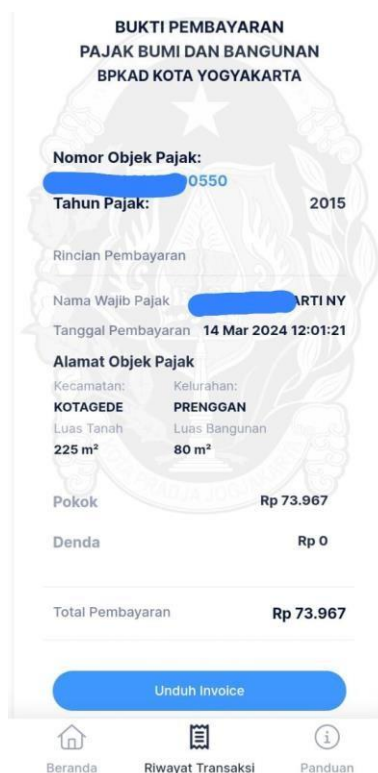 BUKTI PEMBAYARAN
PAJAK BUMI DAN BANGUNAN
BPKAD KOTA YOGYAKARTA
Nomor Objek Pajak:
0550
Tahun Pajak: 2015
Rincian Pembayaran
Nama Wajib Pajak ARTI NY
Tanggal Pembayaran 14 Mar 2024 12:01:21
Alamat Objek Pajak
Kecamatan: Kelurahan:
KOTAGEDE PRENGGAN
Luas Tanah Luas Bangunan
225 m² 80 m²
Pokok Rp 73.967
Denda Rp 0
Total Pembayaran Rp 73.967
Unduh Invoice
Beranda Riwayat Transaksi Panduan